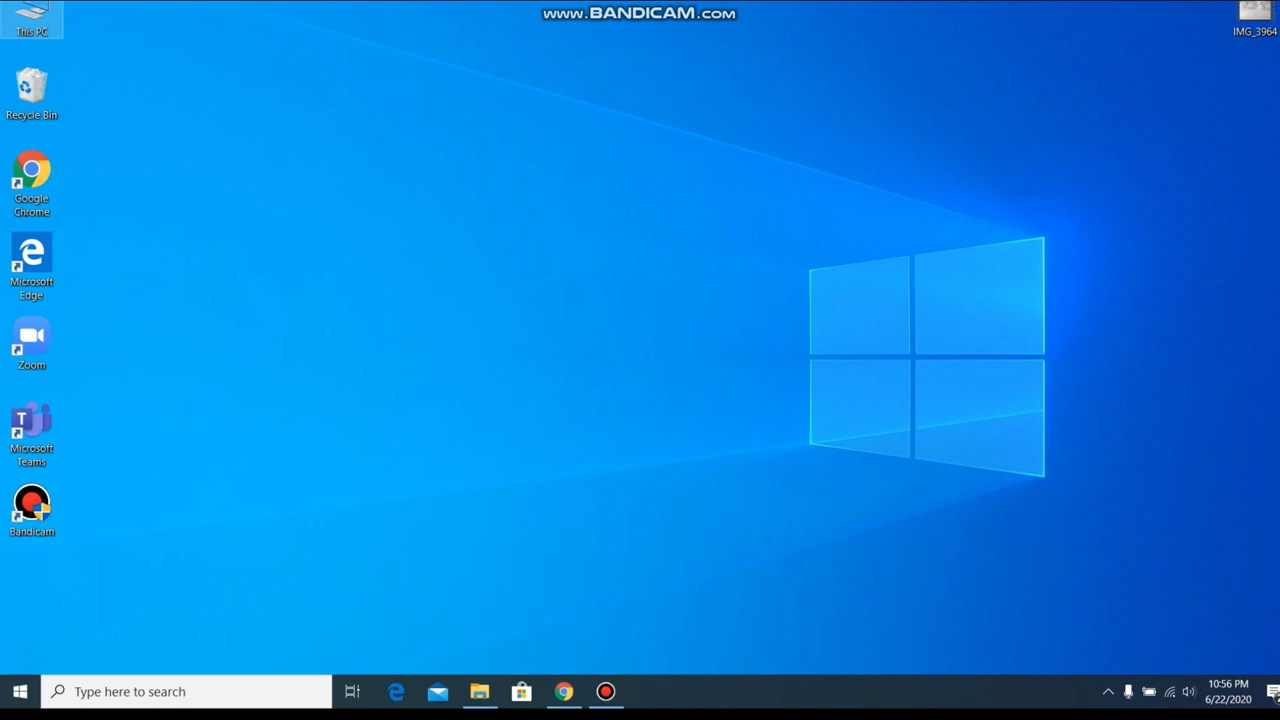 www.BANDICAM.com
This PC
IMG_3964
Recycle Bin
Google
Chrome
Microsoft
Edge
Zoom
Microsoft
Teams
Bandicam
Type here to search
10:56 PM
6/22/2020